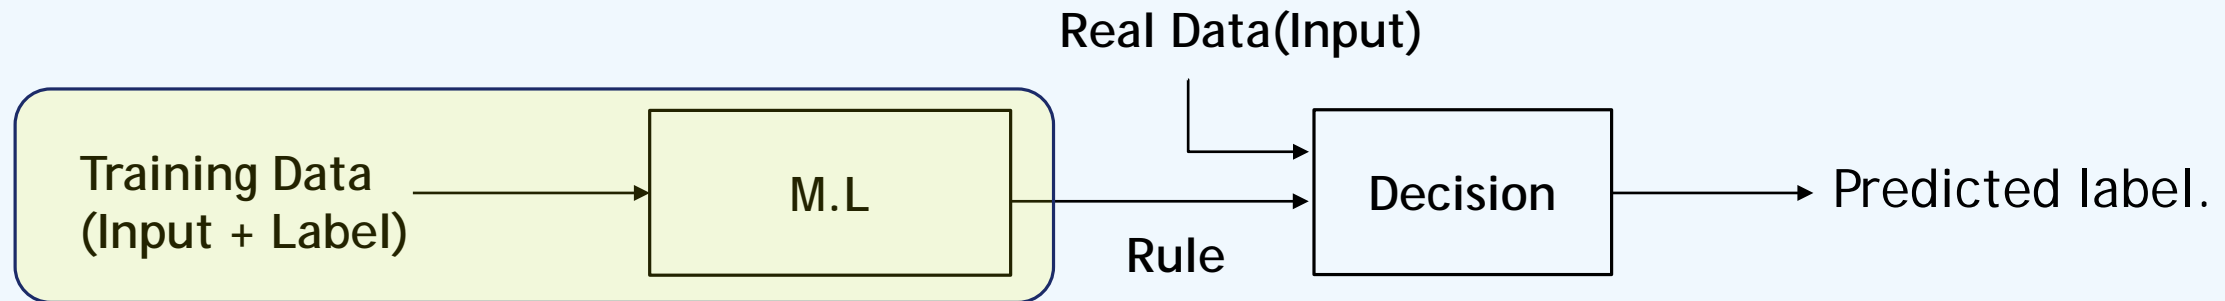 Real Data(Input)
Training Data
(Input + Label)
M.L
Rule
Decision
Predicted label.